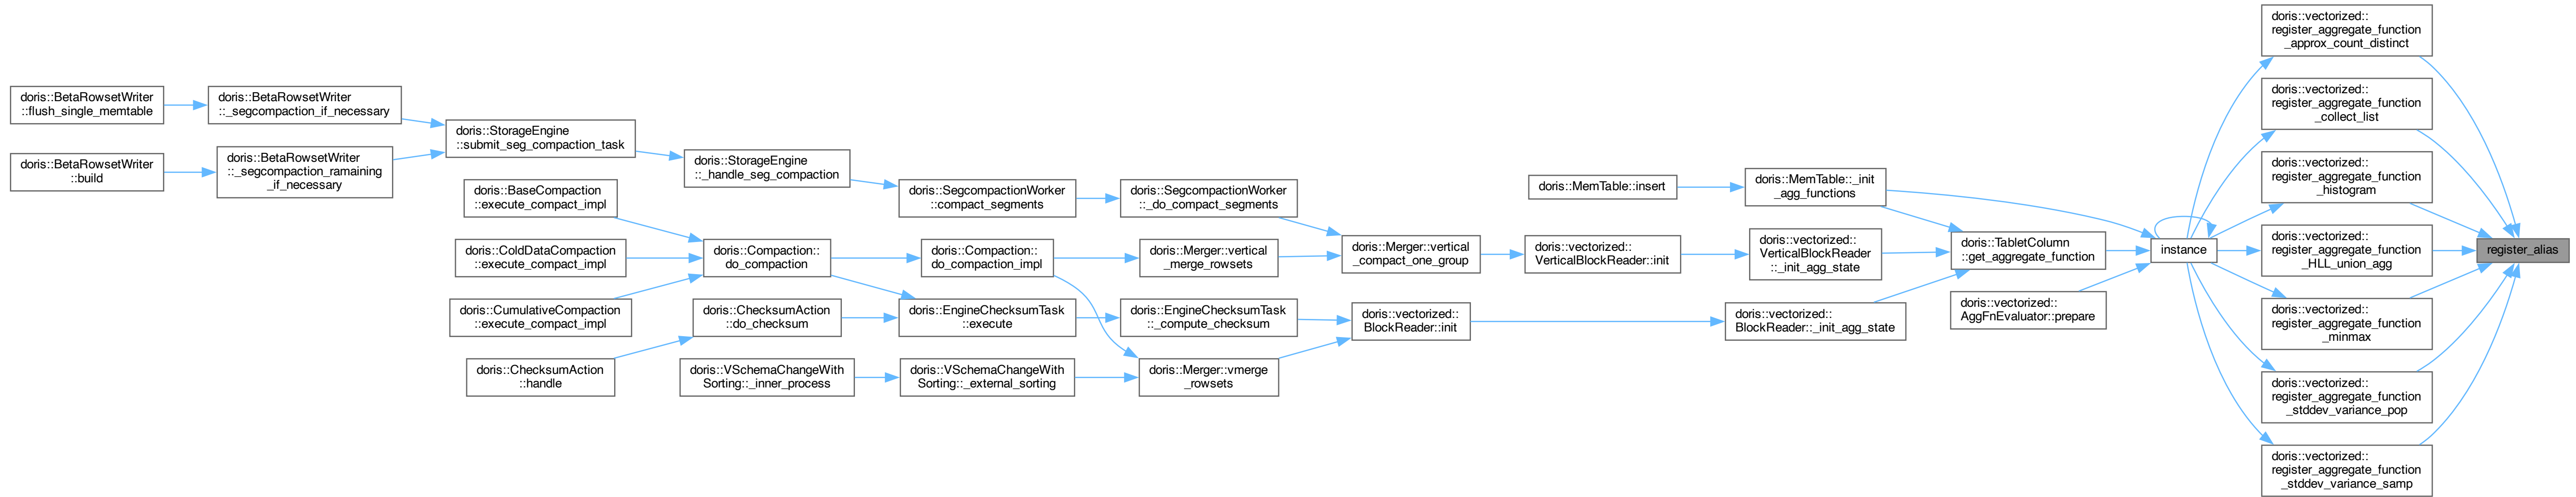 doris::BetaRowsetWriter
::flush_single_memtable
doris::BetaRowsetWriter
::build
doris::BetaRowsetWriter
::_segcompaction_if_necessary
doris::BetaRowsetWriter
::_segcompaction_ramaining
_if_necessary
doris::StorageEngine
::submit_seg_compaction_task
doris::BaseCompaction
::execute_compact_impl
doris::ColdDataCompaction
::execute_compact_impl
doris::CumulativeCompaction
::execute_compact_impl
doris::ChecksumAction
::handle
doris::StorageEngine
::_handle_seg_compaction
doris::Compaction::
do_compaction
doris::ChecksumAction
::do_checksum
doris::VSchemaChangeWith
Sorting::_inner_process
doris::SegcompactionWorker
::compact_segments
doris::Compaction::
do_compaction_impl
doris::EngineChecksumTask
::execute
doris::VSchemaChangeWith
Sorting::_external_sorting
doris::SegcompactionWorker
::_do_compact_segments
doris::Merger::vertical
_merge_rowsets
doris::EngineChecksumTask
::_compute_checksum
doris::Merger::vmerge
_rowsets
doris::Merger::vertical
_compact_one_group
doris::vectorized::
BlockReader::init
doris::MemTable::insert
doris::vectorized::
VerticalBlockReader::init
doris::MemTable::_init
_agg_functions
doris::vectorized::
VerticalBlockReader
::_init_agg_state
doris::vectorized::
BlockReader::_init_agg_state
doris::TabletColumn
::get_aggregate_function
doris::vectorized::
AggFnEvaluator::prepare
instance
doris::vectorized::
register_aggregate_function
_approx_count_distinct
doris::vectorized::
register_aggregate_function
_collect_list
doris::vectorized::
register_aggregate_function
_histogram
doris::vectorized::
register_aggregate_function
_HLL_union_agg
doris::vectorized::
register_aggregate_function
_minmax
doris::vectorized::
register_aggregate_function
_stddev_variance_pop
doris::vectorized::
register_aggregate_function
_stddev_variance_samp
register_alias